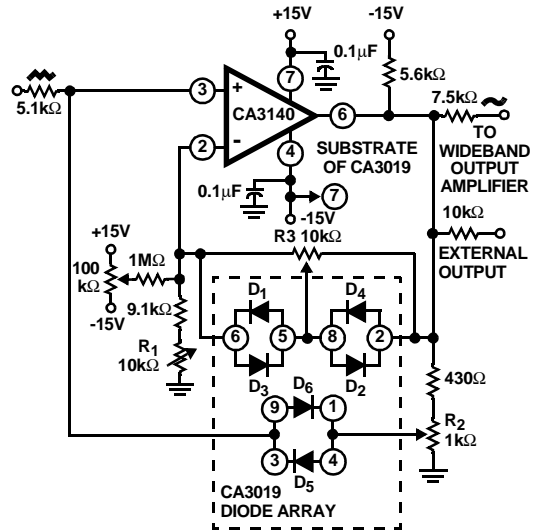 +15V
-15V
0.1μF
5.6kΩ
5.1kΩ
3
+
7
CA3140
6
7.5kΩ
2
-
4
SUBSTRATE
OF CA3019
TO
WIDEBAND
OUTPUT
AMPLIFIER
0.1μF
7
-15V
+15V
R3 10kΩ
10kΩ
EXTERNAL
OUTPUT
1MΩ
100
kΩ
-15V
9.1kΩ
D1
D4
6
5
8
2
R1
10kΩ
D3
D2
430Ω
D6
9
1
R2
1kΩ
3
4
D5
CA3019
DIODE ARRAY